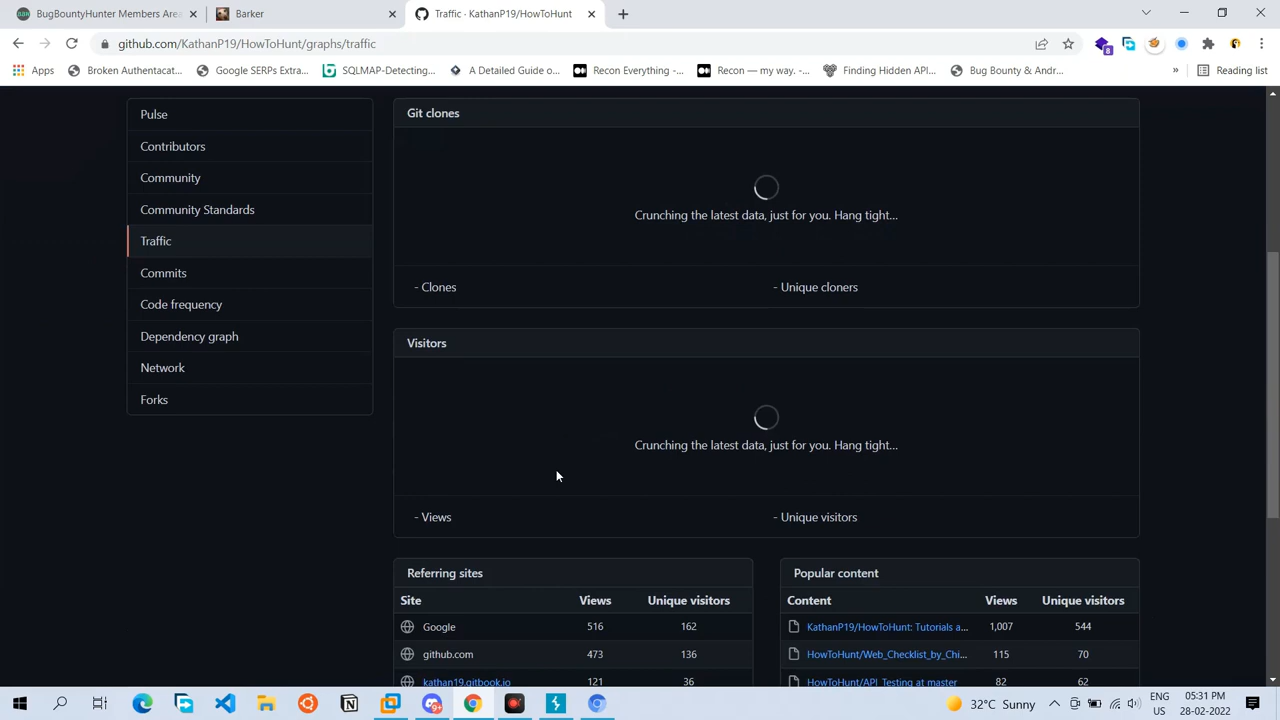 BugBountyHunter Members Area
Barker
Traffic · KathanP19/HowToHunt
github.com/KathanP19/HowToHunt/graphs/traffic
8
Apps
Broken Authentacat...
Google SERPs Extra...
SQLMAP-Detecting...
A Detailed Guide o...
Recon Everything -...
Recon — my way. -...
Finding Hidden API...
Bug Bounty of Andr...
»
Reading list
Pulse
Contributors
Community
Community Standards
Traffic
Commits
Code frequency
Dependency graph
Network
Forks
Git clones
Crunching the latest data, just for you. Hang tight...
- Clones
- Unique cloners
Visitors
Crunching the latest data, just for you. Hang tight...
- Views
- Unique visitors
Referring sites
Site Views Unique visitors
Google 516 162
github.com 473 136
kathan19.gitbook.io 121 36
Popular content
Content Views Unique visitors
KathanP19/HowToHunt: Tutorials a... 1,007 544
HowToHunt/Web_Checklist_by_Chi... 115 70
HowToHunt/API_Testing at master 82 62
9+
32°C Sunny
ENG
US
05:31 PM
28-02-2022